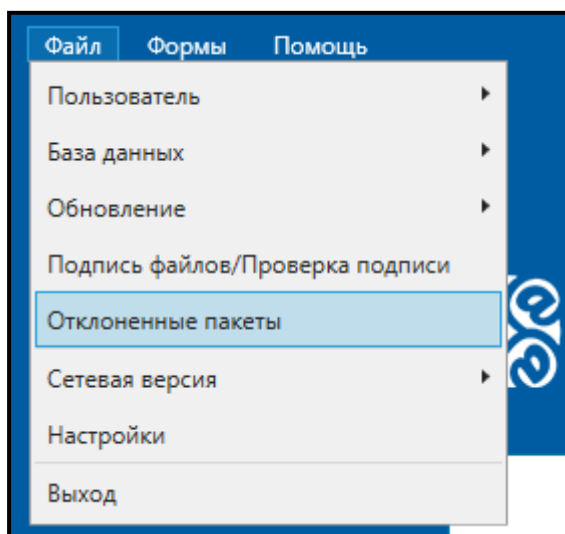 Файл Формы Помощь
Пользователь
База данных
Обновление
Подпись файлов/Проверка подписи
Отклоненные пакеты
Сетевая версия
Настройки
Выход